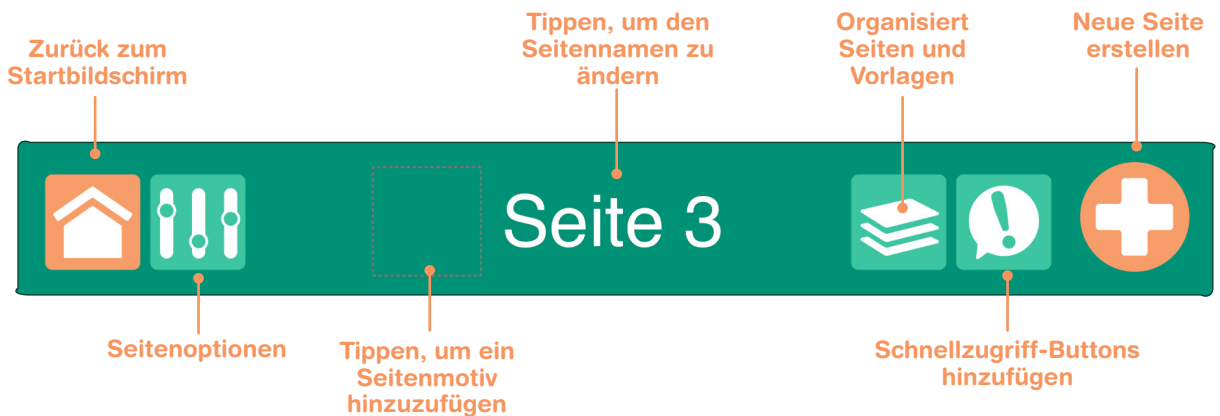 Zurück zum
Startbildschirm
Tippen, um den
Seitennamen zu
ändern
Organisiert
Seiten und
Vorlagen
Neue Seite
erstellen
Seite 3
Seitenoptionen
Tippen, um ein
Seitenmotiv
hinzuzufügen
Schnellzugriff-Buttons
hinzufügen